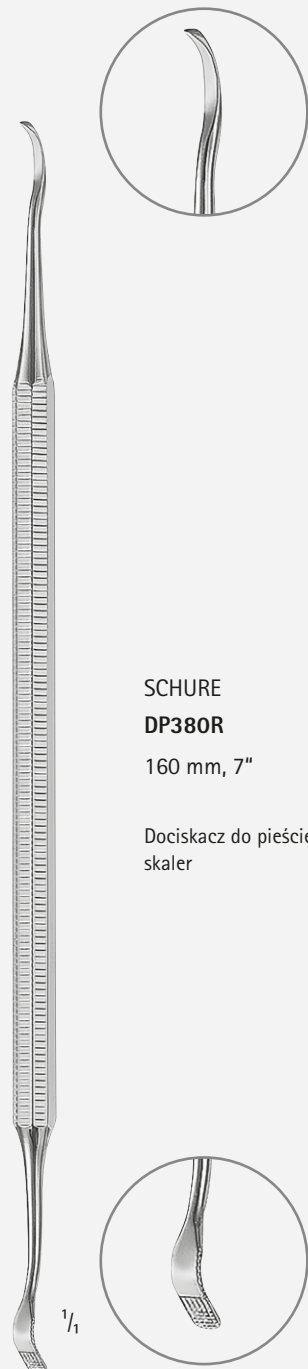 SCHURE
DP380R
160 mm, 7“
Dociskacz do
skaler
¹/₁